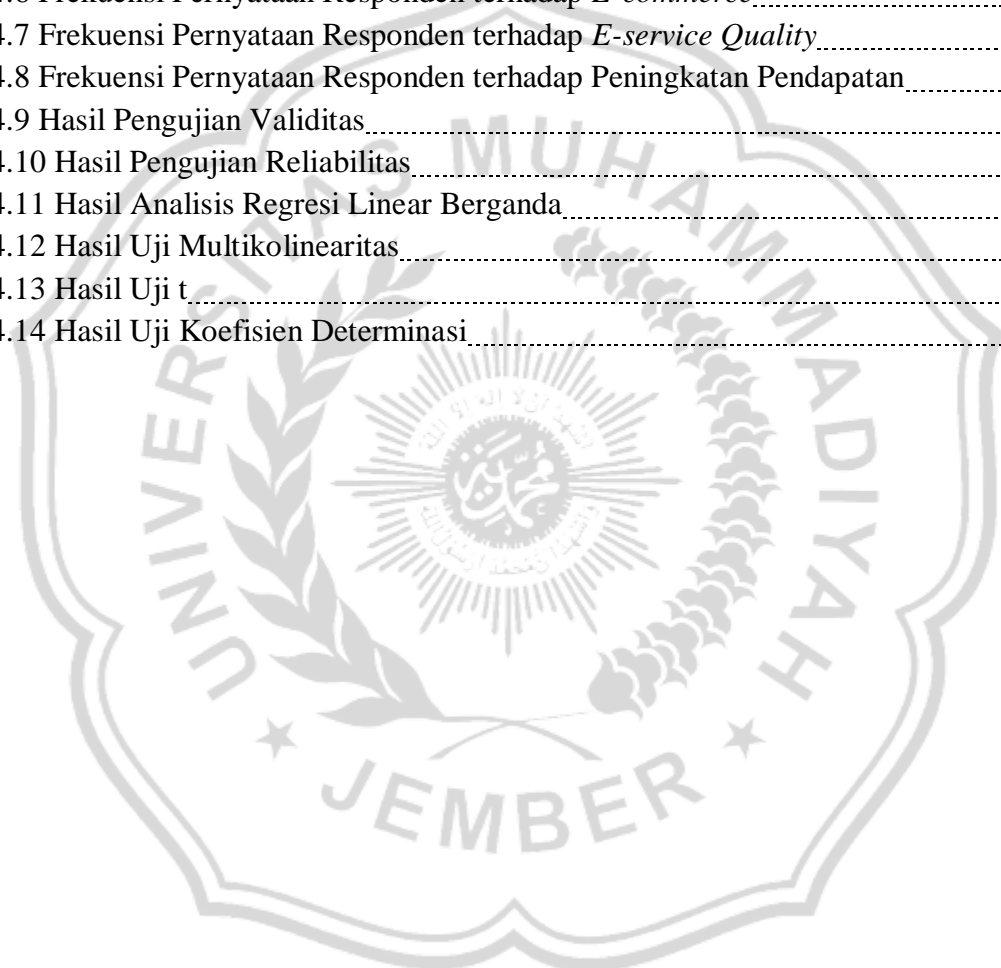 4.7 Frekuensi Pernyataan Responden terhadap E-service Quality
4.8 Frekuensi Pernyataan Responden terhadap Peningkatan Pendapatan
4.9 Hasil Pengujian Validitas
4.10 Hasil Pengujian Reliabilitas
4.11 Hasil Analisis Regresi Linear Berganda
4.12 Hasil Uji Multikolinearitas
4.13 Hasil Uji t
4.14 Hasil Uji Koefisien Determinasi
UNIVERSITAS MUHAMMADIYAH
JEMBER